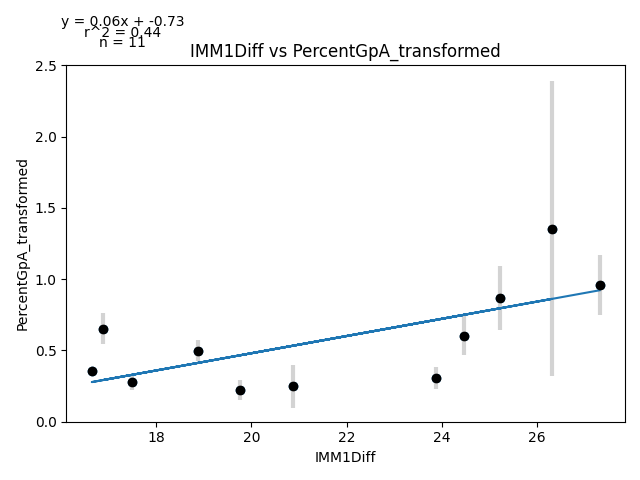 y = 0.06x + -0.73
r^2 = 0.44
n = 11
IMM1Diff vs PercentGpA_transformed
2.5
2.0
1.5
1.0
0.5
0.0
PercentGpA_transformed
18 20 22 24 26
IMM1Diff